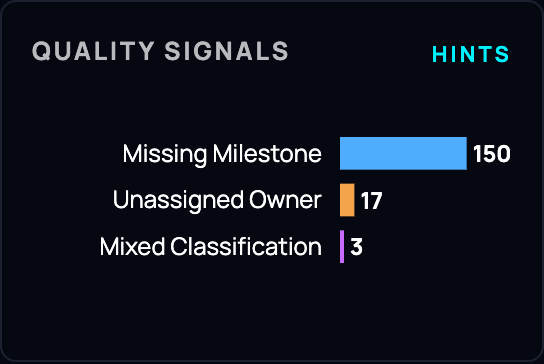 QUALITY SIGNALS
HINTS
Missing Milestone 150
Unassigned Owner 17
Mixed Classification 3